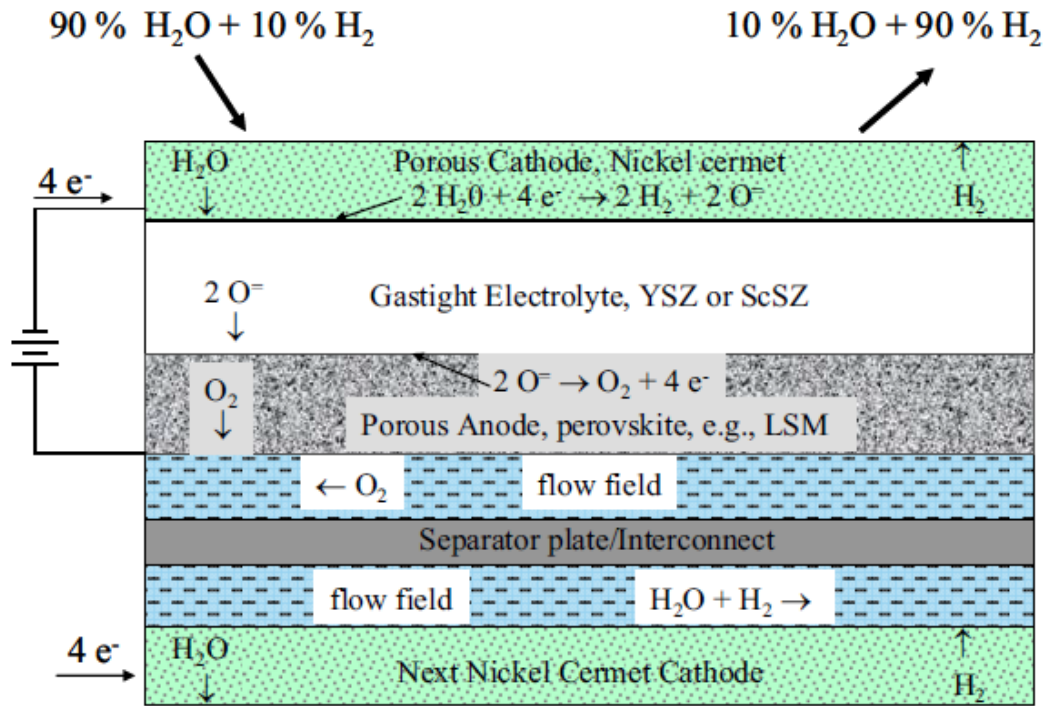 90 % H₂O + 10 % H₂
10 % H₂O + 90 % H₂
H₂O
↓
Porous Cathode, Nickel cermet
↑
H₂
4 e⁻
2 H₂0 + 4 e⁻ → 2 H₂ + 2 O⁼
2 O⁼
↓
Gastight Electrolyte, YSZ or ScSZ
O₂
↓
2 O⁼ → O₂ + 4 e⁻
Porous Anode, perovskite, e.g., LSM
← O₂
flow field
Separator plate/Interconnect
flow field
H₂O + H₂ →
4 e⁻
H₂O
↓
Next Nickel Cermet Cathode
↑
H₂